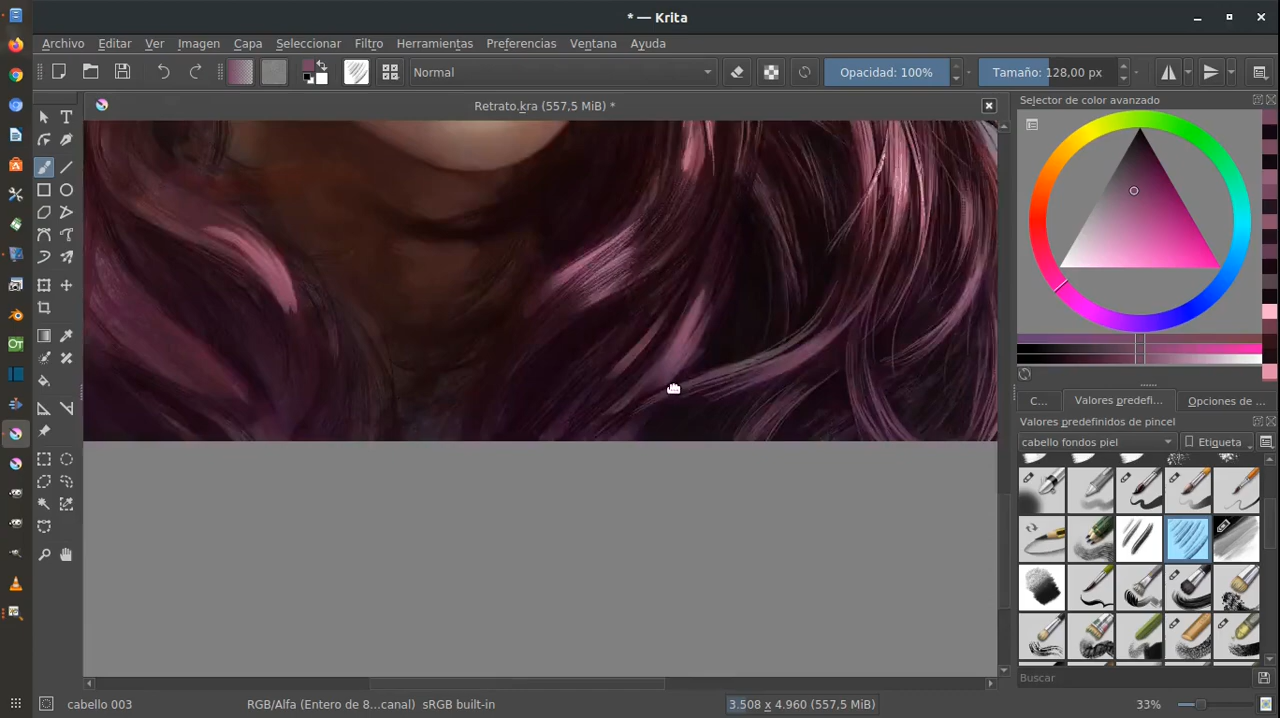 * — Krita
Archivo Editar Ver Imagen Capa Seleccionar Filtro Herramientas Preferencias Ventana Ayuda
Normal Opacidad: 100% Tamaño: 128,00 px
Retrato.kra (557,5 MiB) *
Selector de color avanzado
C... Valores predefi... Opciones de ...
Valores predefinidos de pincel
cabello fondos piel Etiqueta
Buscar
cabello 003 RGB/Alfa (Entero de 8...canal) sRGB built-in 3.508 x 4.960 (557,5 MiB) 33%